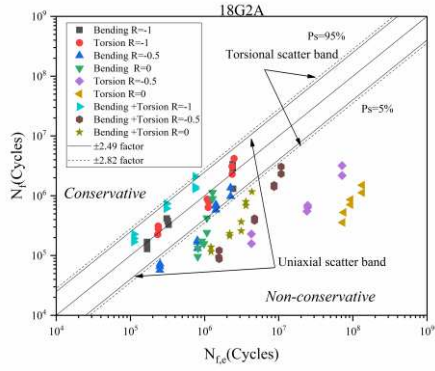 18G2A
10⁹
10⁸
10⁷
10⁶
10⁵
10⁴
N_f(Cycles)
Bending R=-1
Torsion R=-1
Bending R=-0.5
Bending R=0
Torsion R=-0.5
Torsion R=0
Bending +Torsion R=-1
Bending+Torsion R=-0.5
Bending+Torsion R=0
±2.49 factor
±2.82 factor
Ps=95%
Torsional scatter band
Ps=5%
Conservative
Uniaxial scatter band
Non-conservative
10⁴ 10⁵ 10⁶ 10⁷ 10⁸ 10⁹
N_f,e(Cycles)